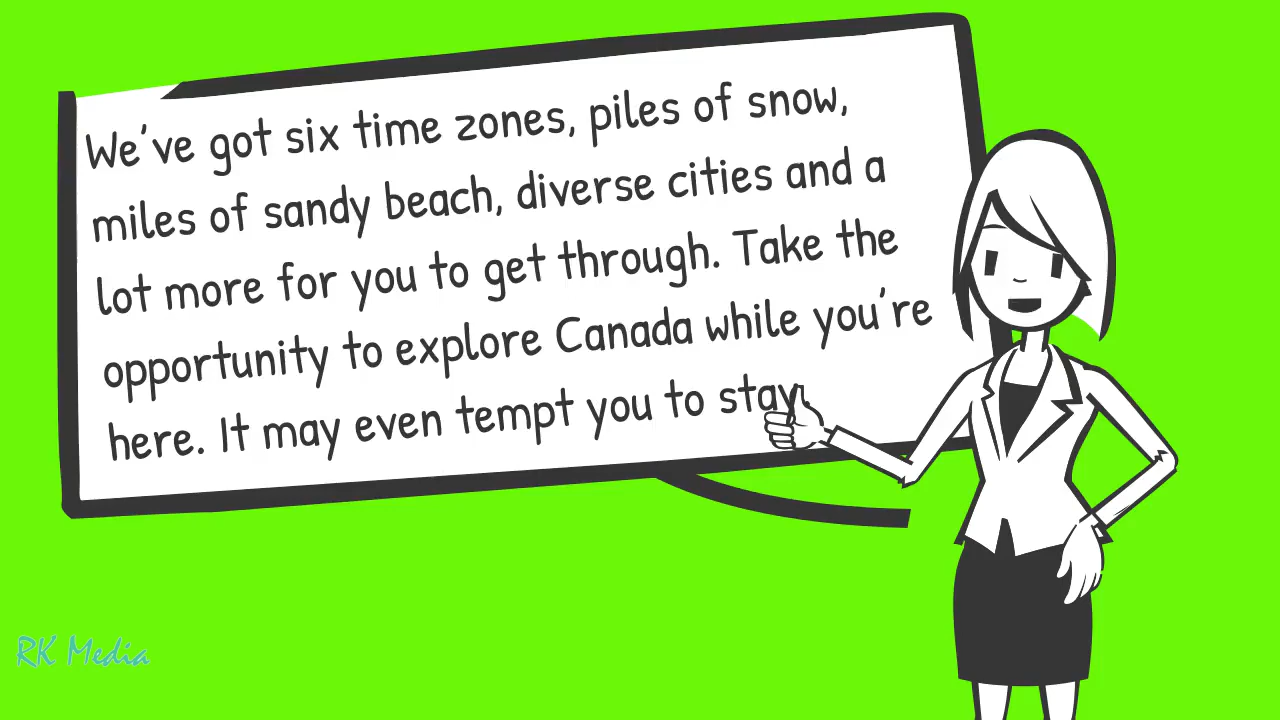 We've got six time zones, piles of snow,
miles of sandy beach, diverse cities and a
lot more for you to get through. Take the
opportunity to explore Canada while you're
here. It may even tempt you to stay
RK Media